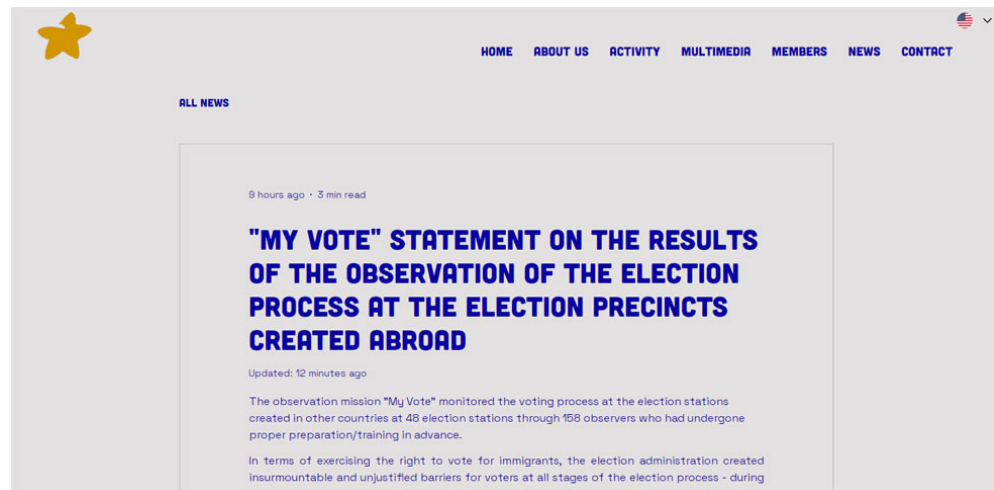 HOME ABOUT US ACTIVITY MULTIMEDIA MEMBERS NEWS CONTACT
ALL NEWS
9 hours ago · 3 min read
"MY VOTE" STATEMENT ON THE RESULTS
OF THE OBSERVATION OF THE ELECTION
PROCESS AT THE ELECTION PRECINCTS
CREATED ABROAD
Updated: 12 minutes ago
The observation mission "My Vote" monitored the voting process at the election stations
created in other countries at 48 election stations through 158 observers who had undergone
proper preparation/training in advance.
In terms of exercising the right to vote for immigrants, the election administration created
insurmountable and unjustified barriers for voters at all stages of the election process - during